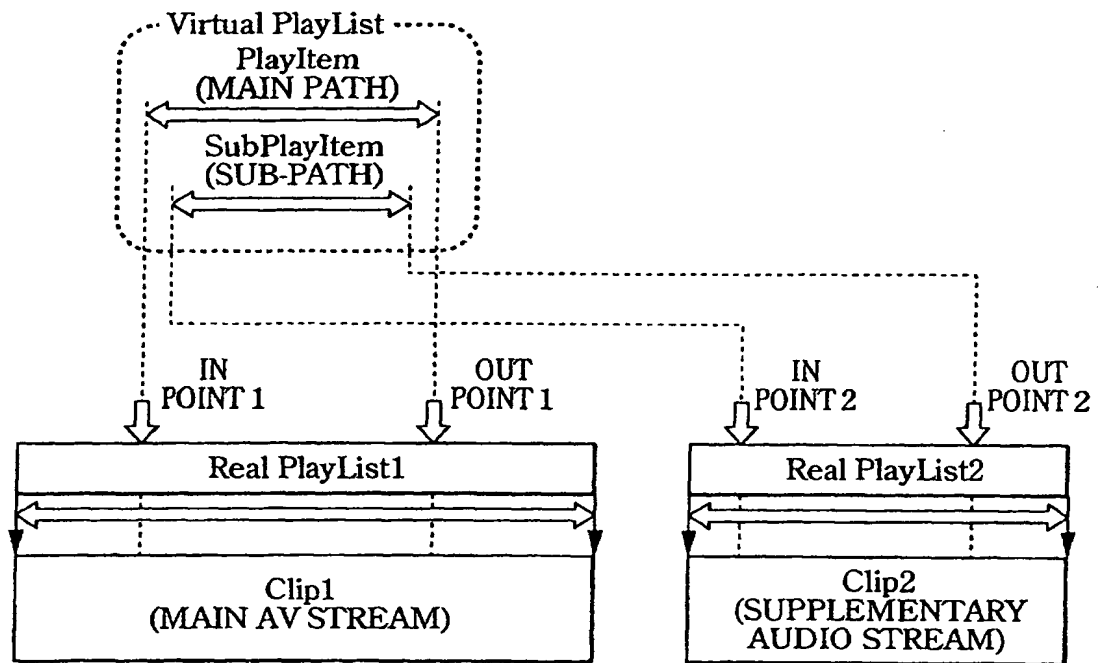 Virtual PlayList
PlayItem
(MAIN PATH)
SubPlayItem
(SUB-PATH)
IN
POINT 1
OUT
POINT 1
IN
POINT 2
OUT
POINT 2
Real PlayList1
Real PlayList2
Clip1
(MAIN AV STREAM)
Clip2
(SUPPLEMENTARY
AUDIO STREAM)